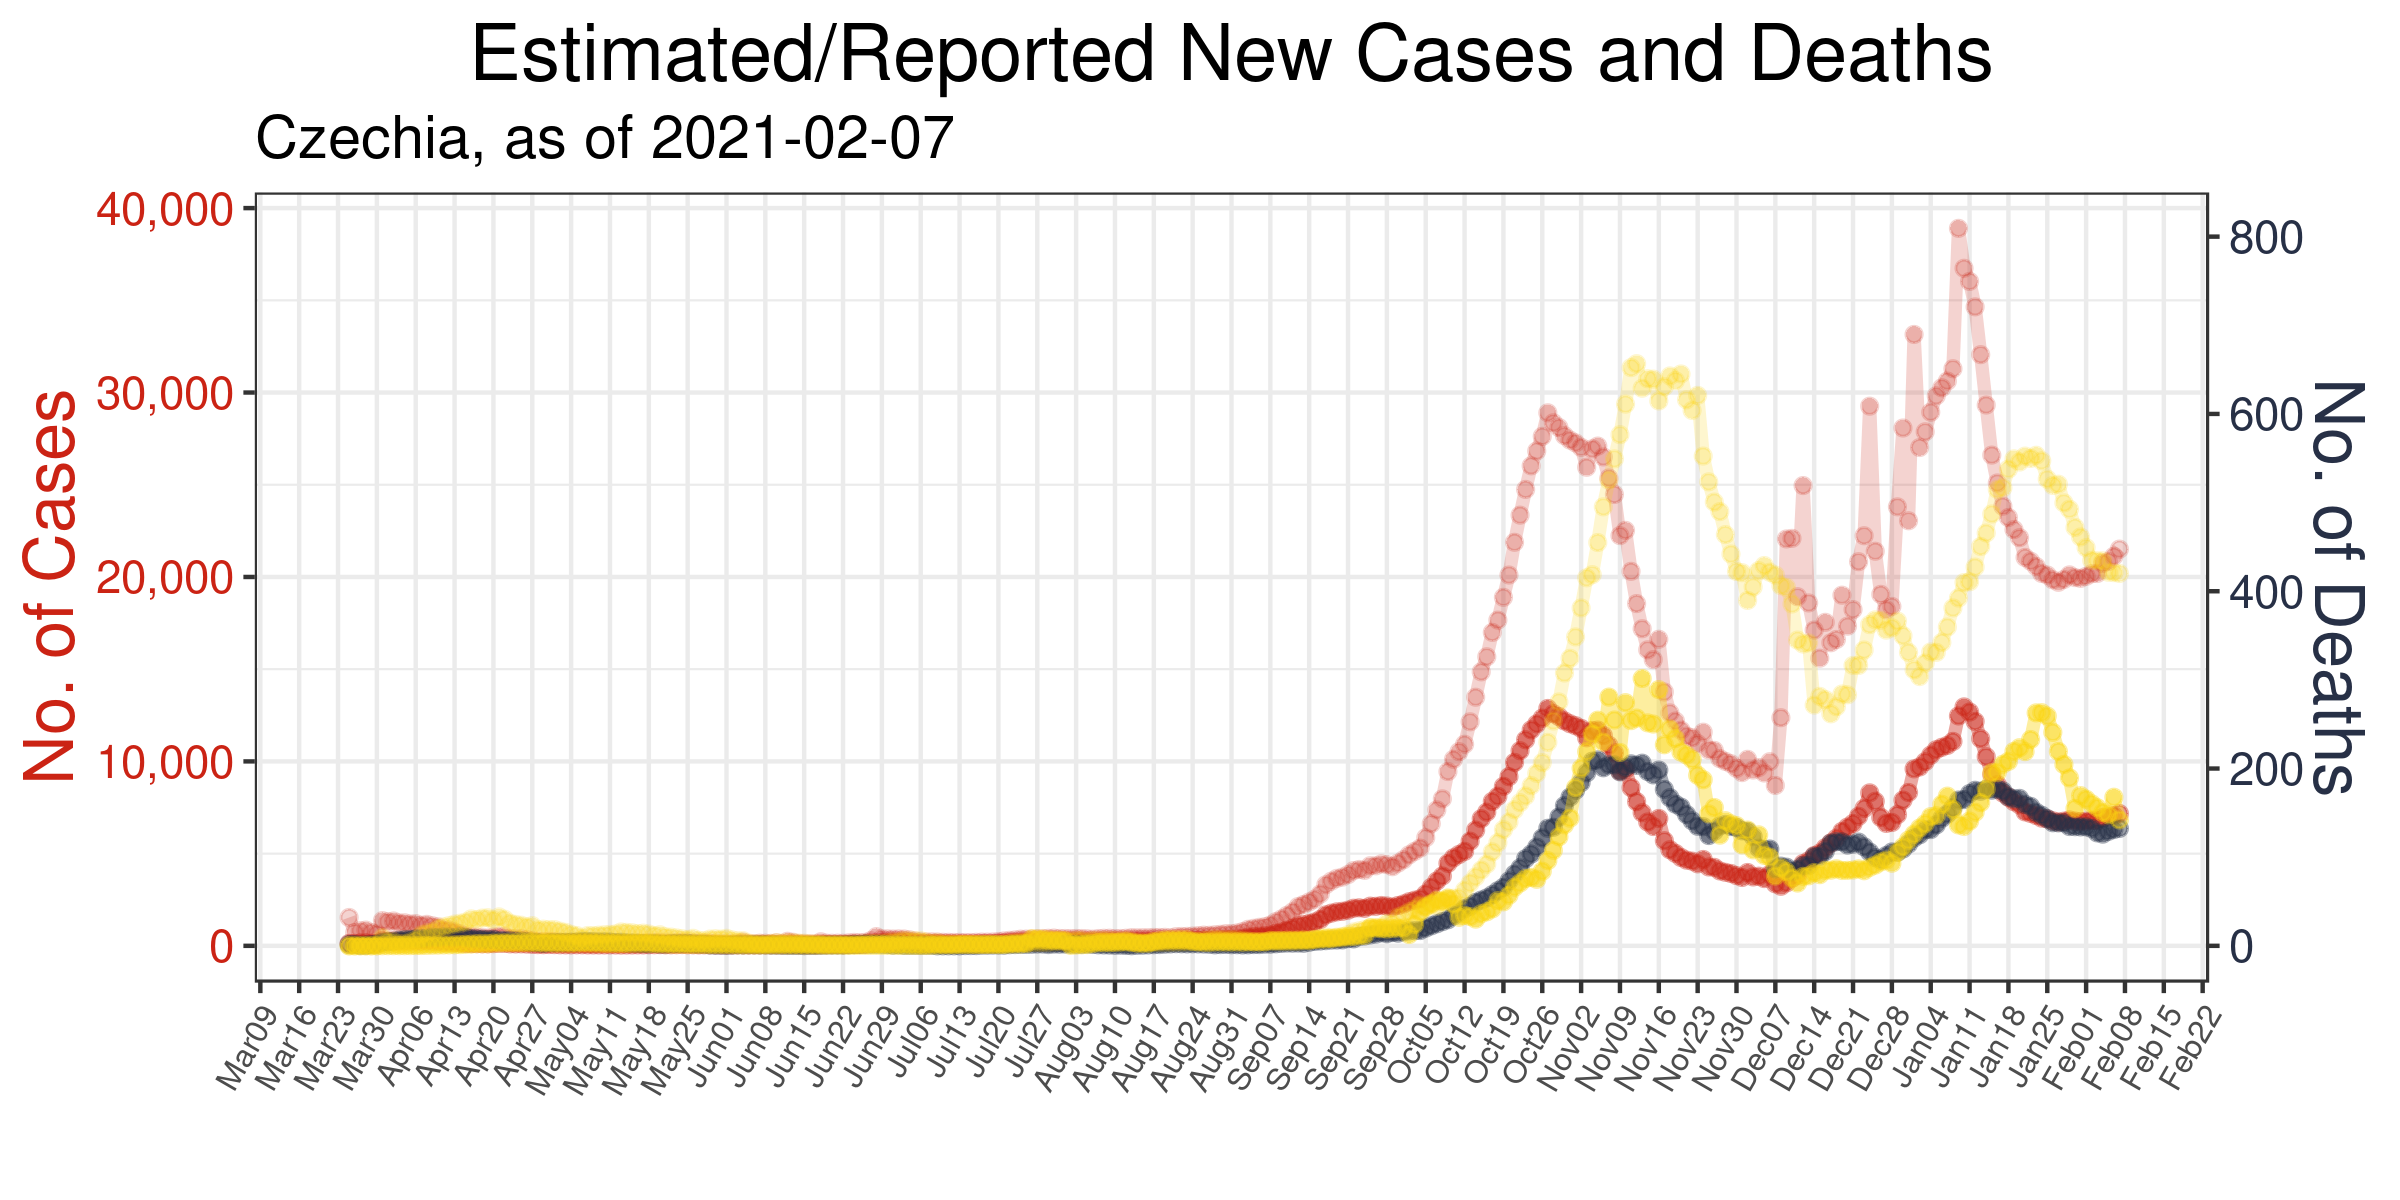 Estimated/Reported New Cases and Deaths
Czechia, as of 2021-02-07
No. of Cases
40,000
30,000
20,000
10,000
0
No. of Deaths
800
600
400
200
0
Mar09
Mar16
Mar23
Mar30
Apr06
Apr13
Apr20
Apr27
May04
May11
May18
May25
Jun01
Jun08
Jun15
Jun22
Jun29
Jul06
Jul13
Jul20
Jul27
Aug03
Aug10
Aug17
Aug24
Aug31
Sep07
Sep14
Sep21
Sep28
Oct05
Oct12
Oct19
Oct26
Nov02
Nov09
Nov16
Nov23
Nov30
Dec07
Dec14
Dec21
Dec28
Jan04
Jan11
Jan18
Jan25
Feb01
Feb08
Feb15
Feb22